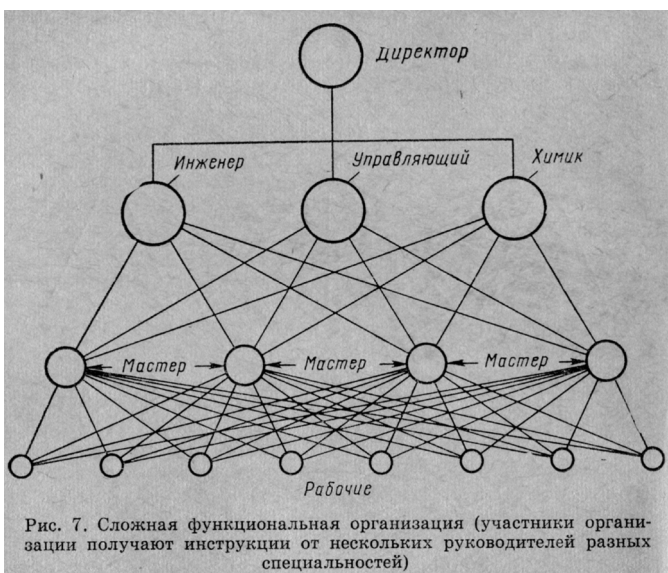 Директор
Инженер
Управляющий
Химик
Мастер
Мастер
Мастер
Рабочие
Рис. 7. Сложная функциональная организация (участники органи-
зации получают инструкции от нескольких руководителей разных
специальностей)